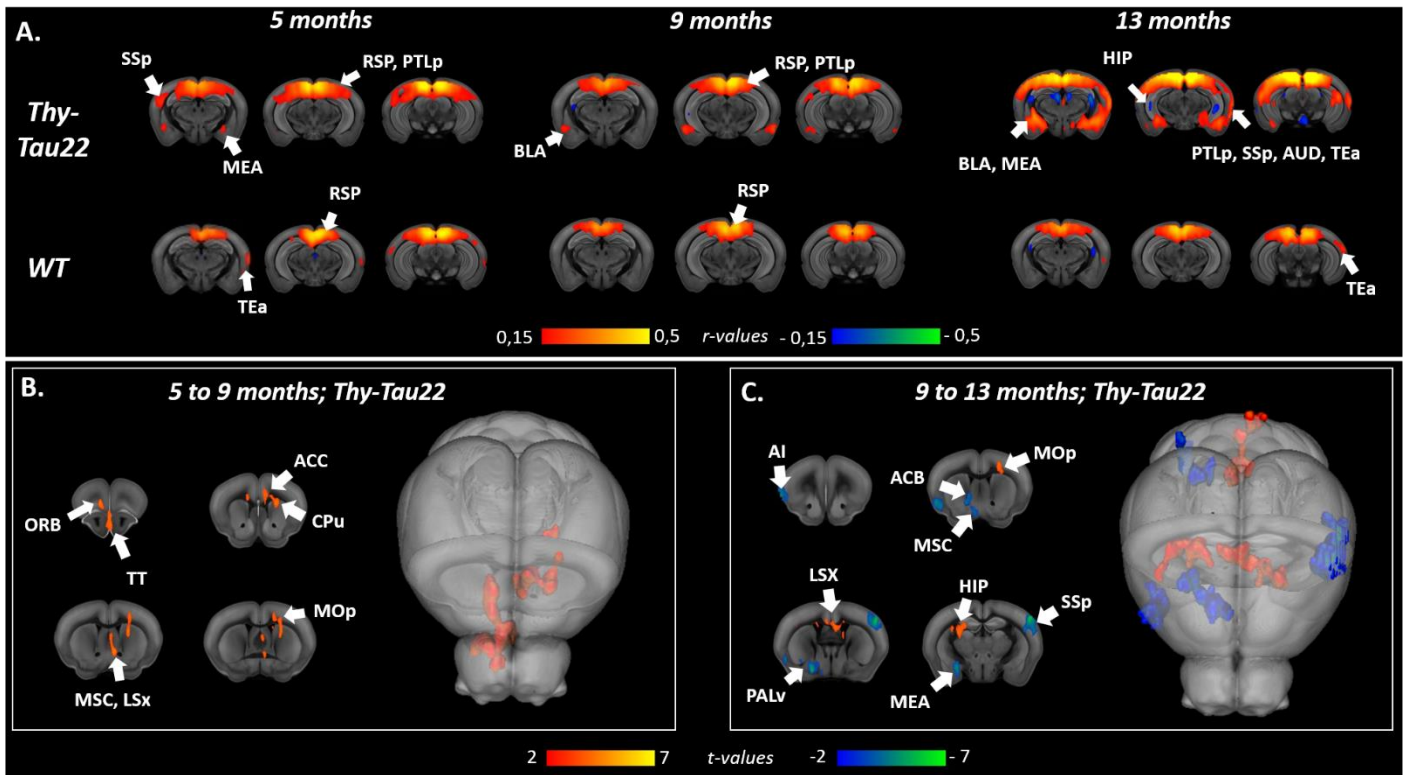 A.
5 months
9 months
13 months
Thy-
Tau22
SSp
RSP, PTLp
MEA
RSP, PTLp
BLA
HIP
BLA, MEA
PTLp, SSp, AUD, TEa
WT
RSP
TEa
RSP
TEa
0,15
0,5
r-values
- 0,15
- 0,5
B.
5 to 9 months; Thy-Tau22
ORB
TT
ACC
CPu
MSC, LSx
MOp
C.
9 to 13 months; Thy-Tau22
AI
ACB
MSC
MOp
LSX
PALv
HIP
SSp
MEA
2
7
t-values
-2
- 7